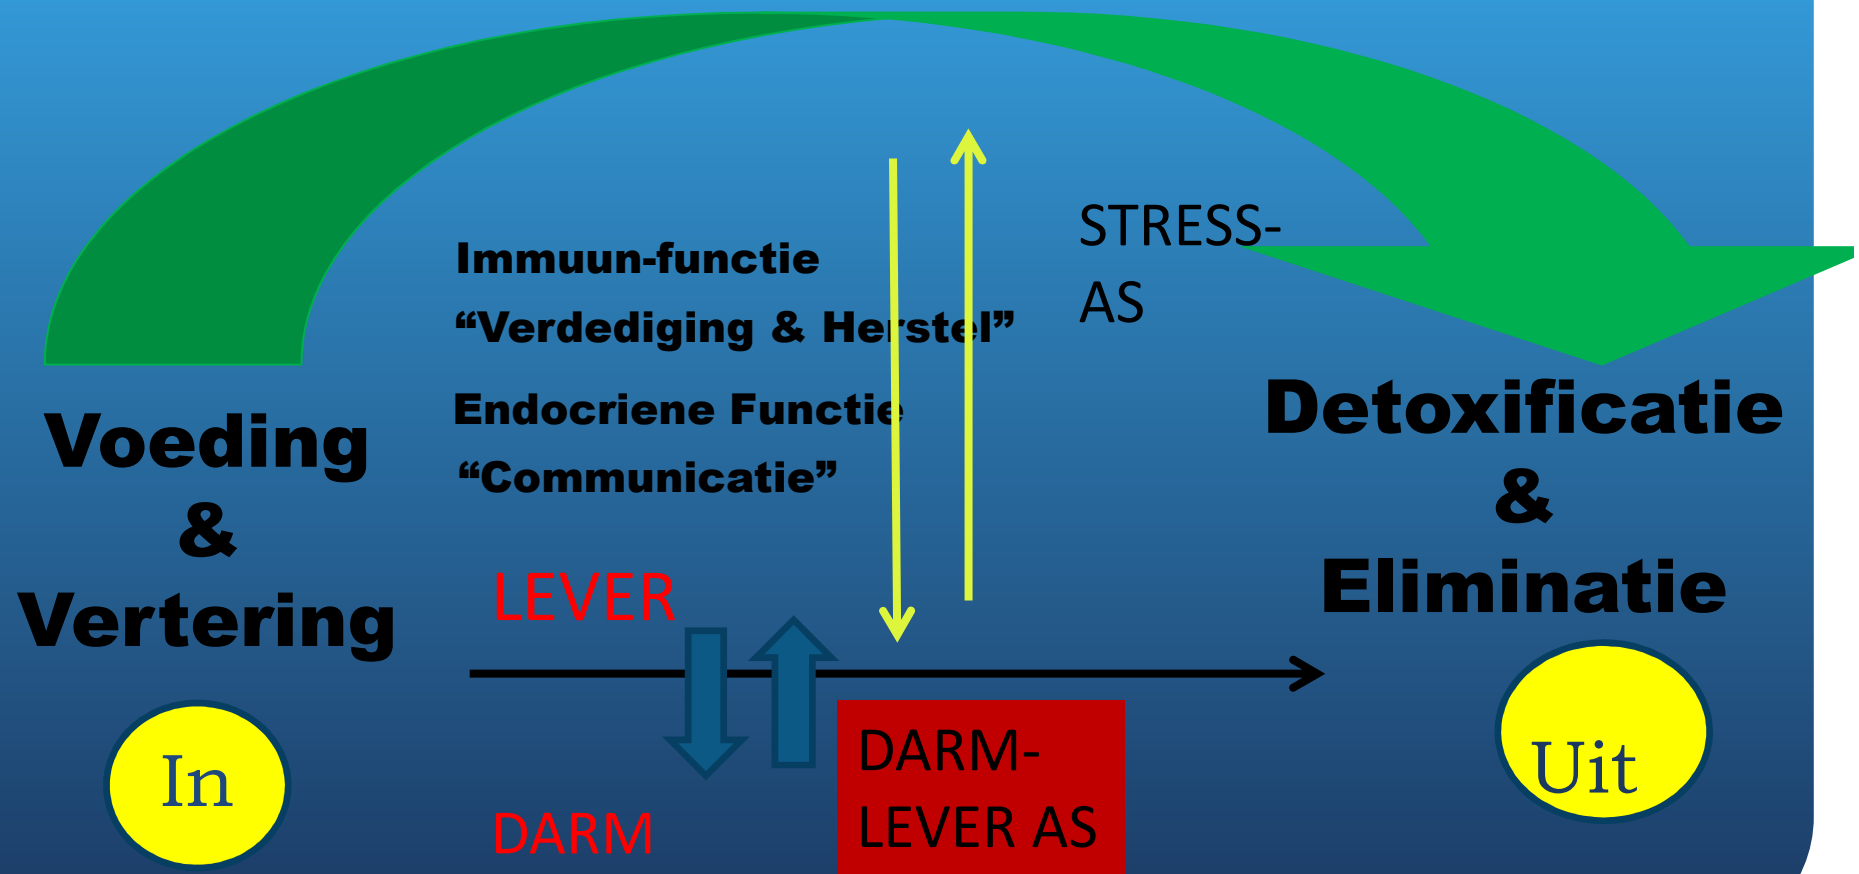 Voeding
&
Vertering
In
Immuun-functie
“Verdediging & Herstel”
Endocriene Functie
“Communicatie”
LEVER
DARM
STRESS-
AS
DARM-
LEVER AS
Detoxificatie
&
Eliminatie
Uit